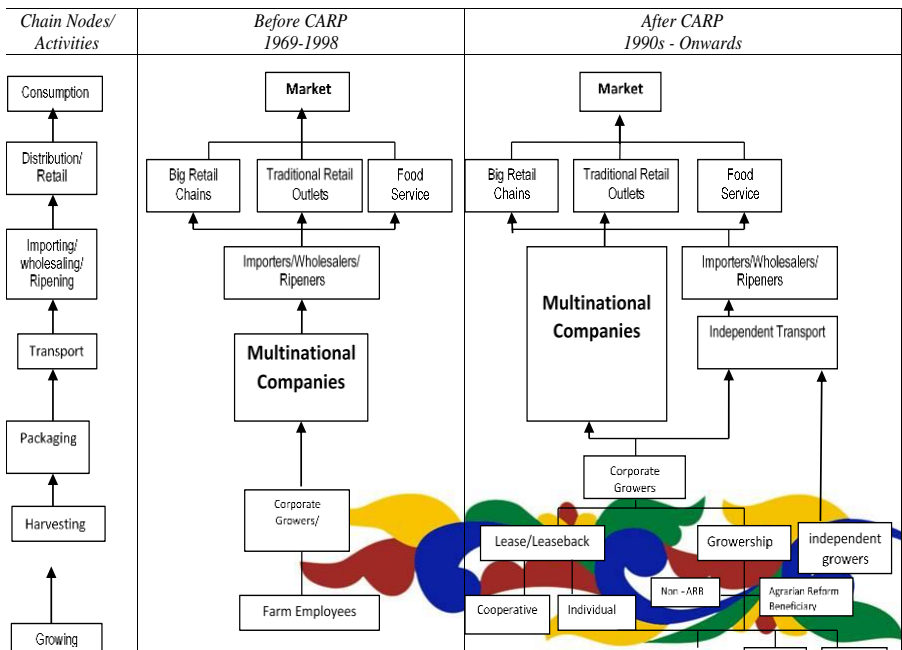 Chain Nodes/
Activities
Before CARP
1969-1998
After CARP
1990s - Onwards
Consumption
Distribution/
Retail
Importing/
wholesaling/
Ripening
Transport
Packaging
Harvesting
Growing
Market
Big Retail
Chains
Traditional Retail
Outlets
Food
Service
Importers/Wholesalers/
Ripeners
Multinational
Companies
Corporate
Growers/
Farm Employees
Market
Big Retail
Chains
Traditional Retail
Outlets
Food
Service
Multinational
Companies
Importers/Wholesalers/
Ripeners
Independent Transport
Corporate
Growers
Lease/Leaseback
Growership
independent
growers
Non - ARB
Agrarian Reform
Beneficiary
Cooperative
Individual